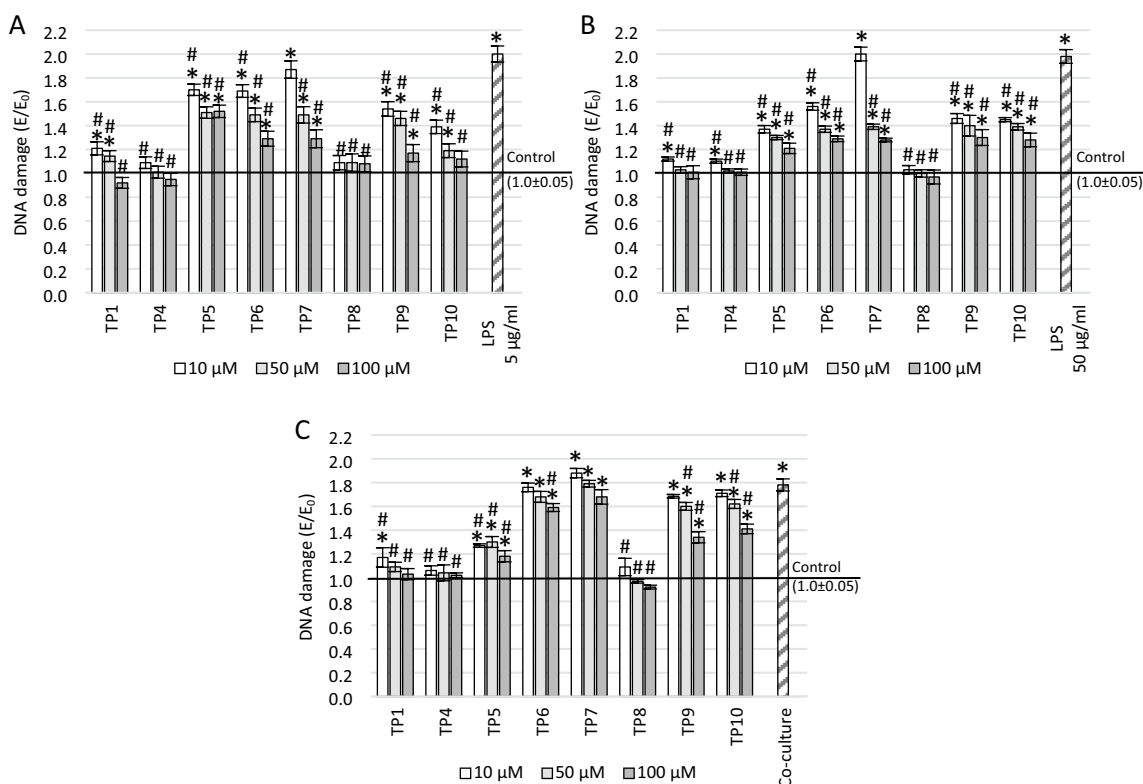 A
DNA damage (E/E₀)
2.2
2.0
1.8
1.6
1.4
1.2
1.0
0.8
0.6
0.4
0.2
0.0
# * # * #
# # #
# * # * # *
# * # * # *
* # * # *
# # #
# * # * # *
# * # * #
*
Control
(1.0±0.05)
TP1
TP4
TP5
TP6
TP7
TP8
TP9
TP10
LPS
5 µg/ml
10 µM 50 µM 100 µM
B
DNA damage (E/E₀)
2.2
2.0
1.8
1.6
1.4
1.2
1.0
0.8
0.6
0.4
0.2
0.0
# * # #
# * # #
# * # * # *
# * # * # *
* # * # *
# # #
# * # * # *
# * # * # *
*
Control
(1.0±0.05)
TP1
TP4
TP5
TP6
TP7
TP8
TP9
TP10
LPS
50 µg/ml
10 µM 50 µM 100 µM
C
DNA damage (E/E₀)
2.2
2.0
1.8
1.6
1.4
1.2
1.0
0.8
0.6
0.4
0.2
0.0
# * # #
# # #
# * # * # *
* * # *
* * *
# # #
* # * # *
* # * # *
*
Control
(1.0±0.05)
TP1
TP4
TP5
TP6
TP7
TP8
TP9
TP10
Co-culture
10 µM 50 µM 100 µM